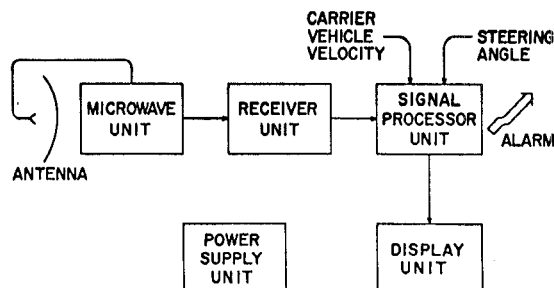 CARRIER
VEHICLE
VELOCITY
STEERING
ANGLE
MICROWAVE
UNIT
RECEIVER
UNIT
SIGNAL
PROCESSOR
UNIT
ALARM
ANTENNA
POWER
SUPPLY
UNIT
DISPLAY
UNIT